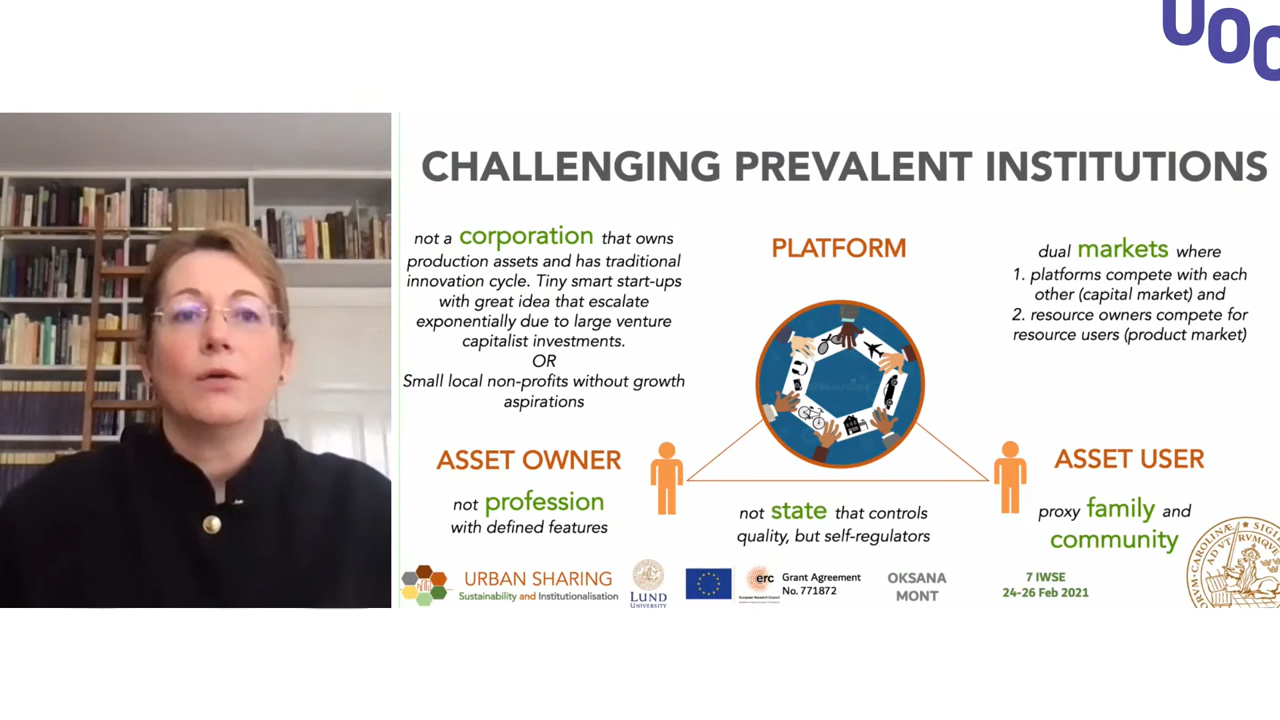 UOC
CHALLENGING PREVALENT INSTITUTIONS
not a corporation that owns
production assets and has traditional
innovation cycle. Tiny smart start-ups
with great idea that escalate
exponentially due to large venture
capitalist investments.
OR
Small local non-profits without growth
aspirations
PLATFORM
dual markets where
1. platforms compete with each
other (capital market) and
2. resource owners compete for
resource users (product market)
ASSET OWNER
not profession
with defined features
not state that controls
quality, but self-regulators
ASSET USER
proxy family and
community
URBAN SHARING
Sustainability and Institutionalisation
LUND
UNIVERSITY
erc
European Research Council
Grant Agreement
No. 771872
OKSANA
MONT
7 IWSE
24-26 Feb 2021